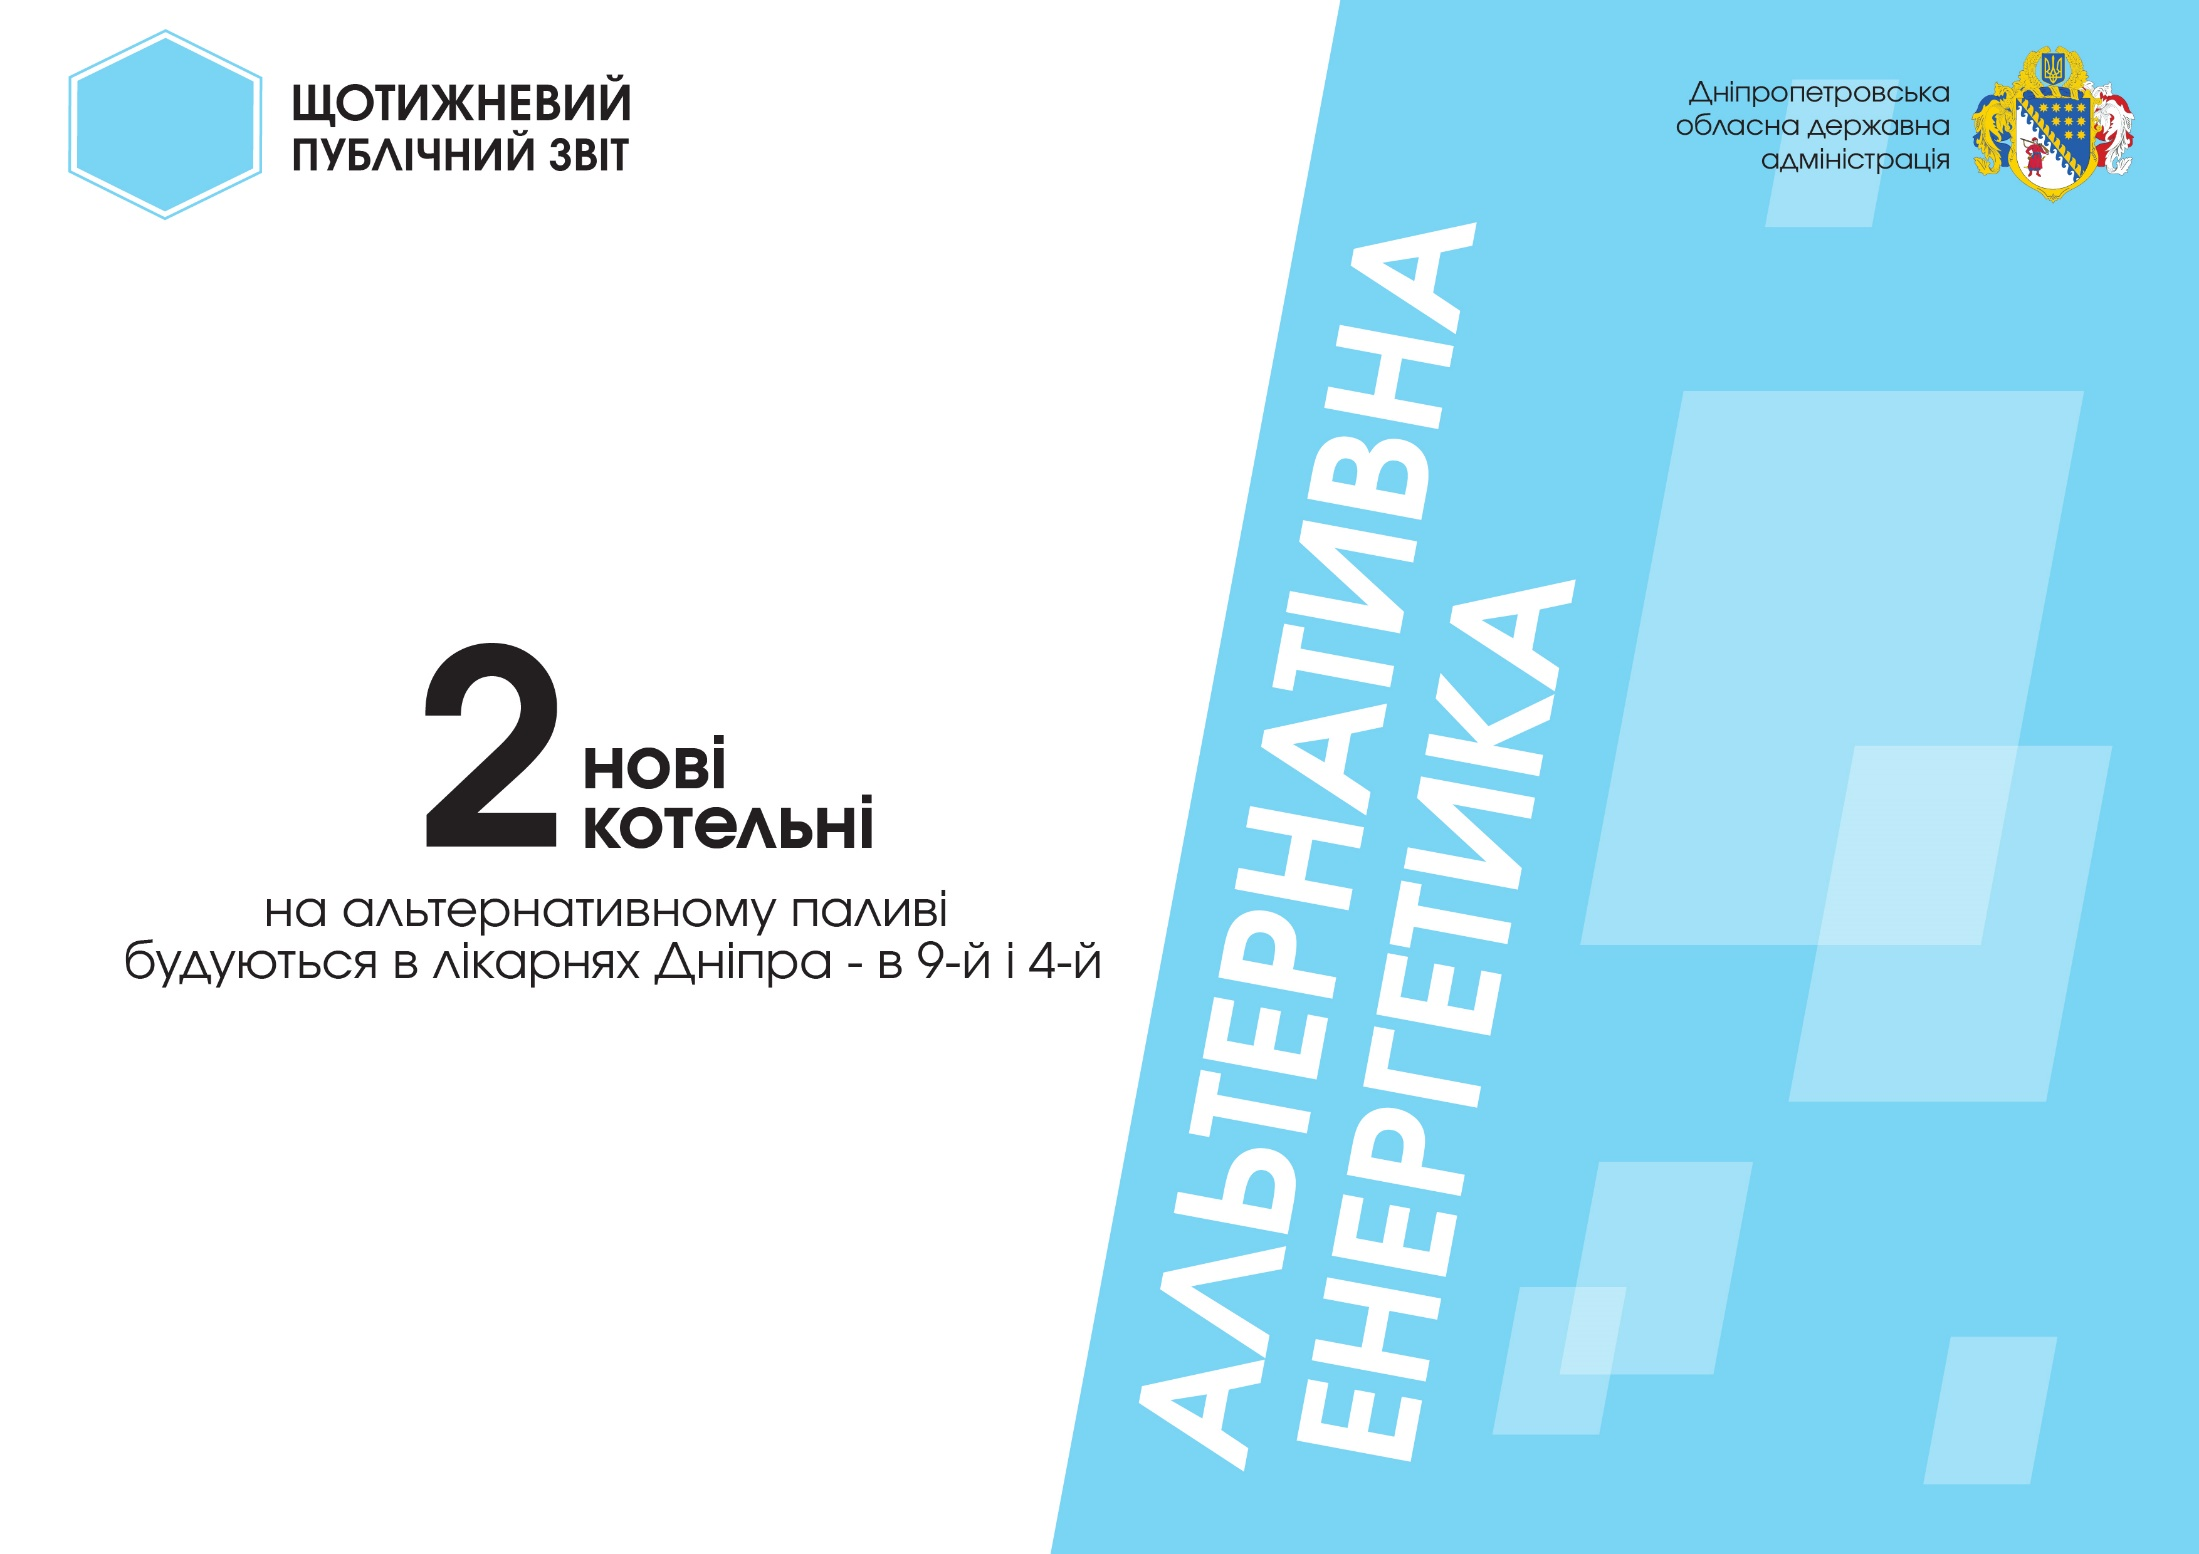 ЩОТИЖНЕВИЙ
ПУБЛІЧНИЙ ЗВІТ
Дніпропетровська
обласна державна
адміністрація
2 нові
котельні
на альтернативному паливі
будуються в лікарнях Дніпра - в 9-й і 4-й
АЛЬТЕРНАТИВНА
ЕНЕРГЕТИКА